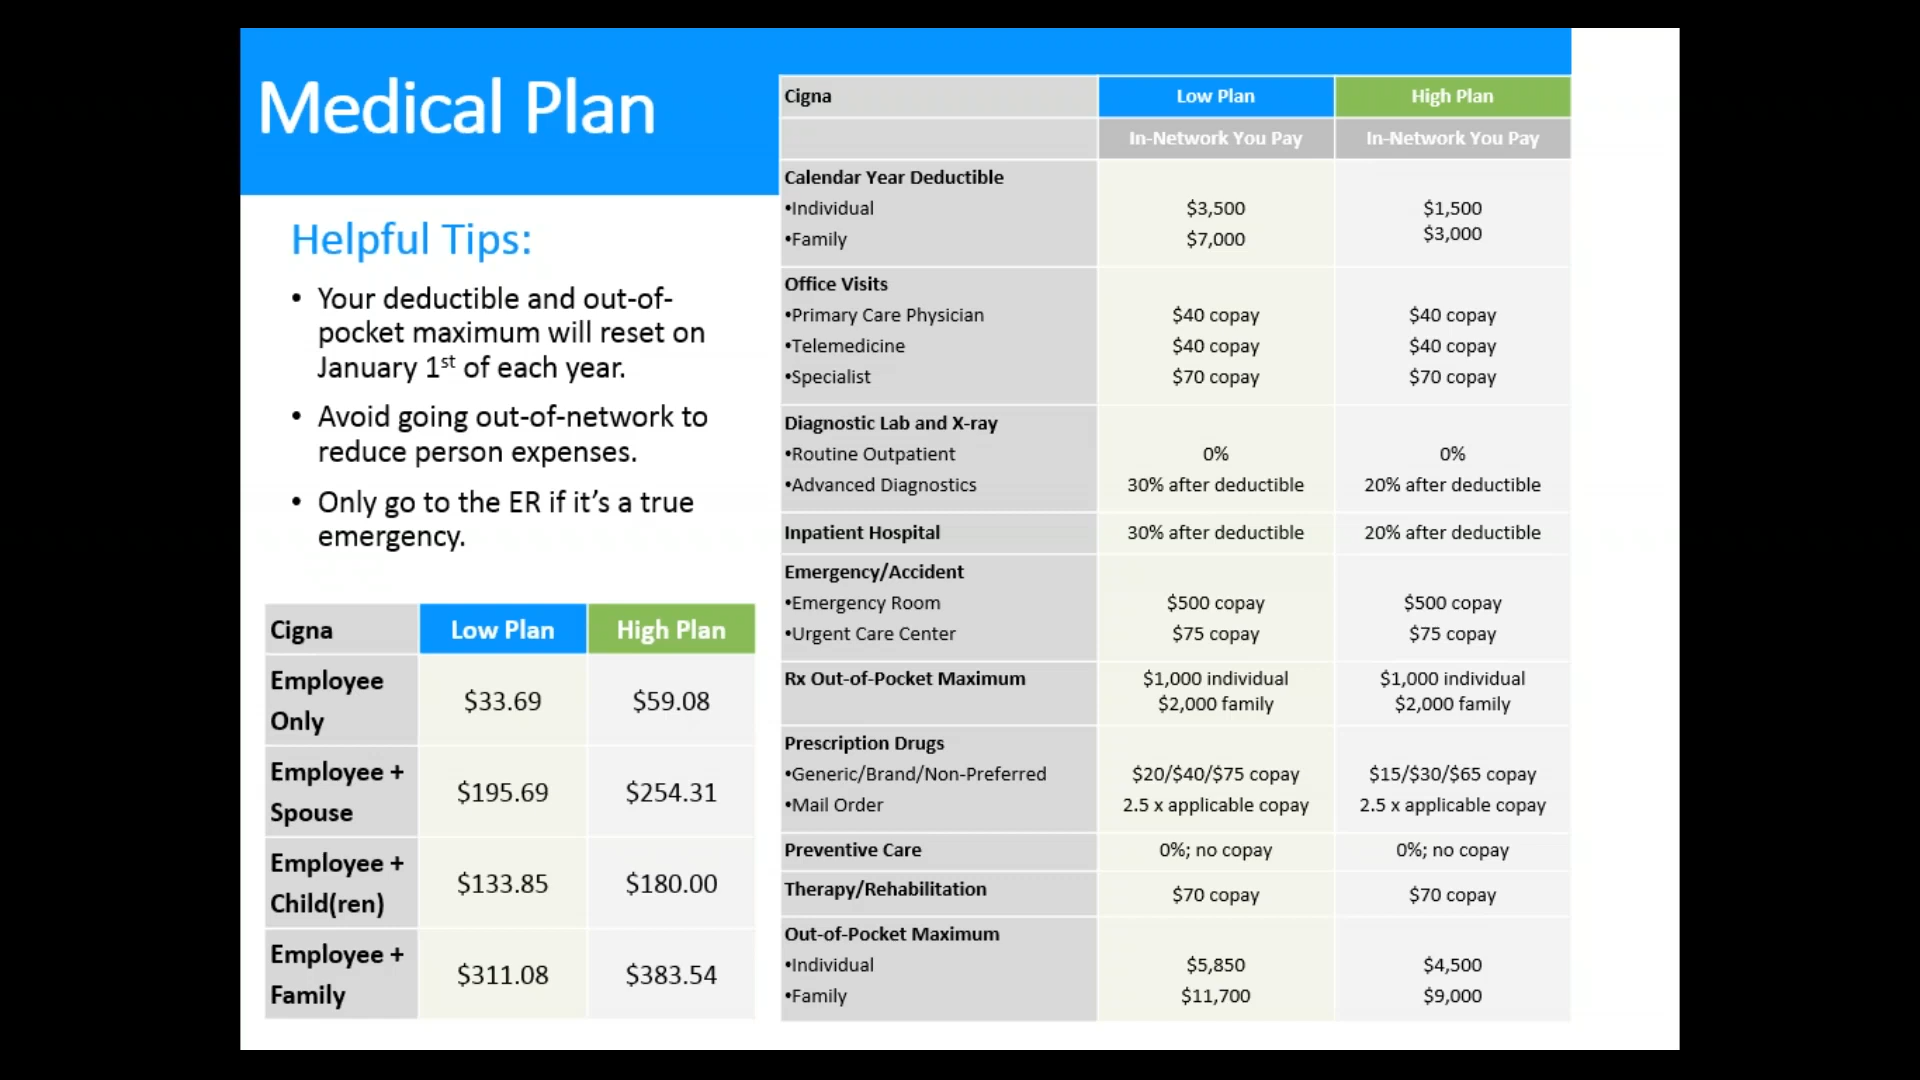 Medical Plan
Helpful Tips:
• Your deductible and out-of-
pocket maximum will reset on
January 1st of each year.
• Avoid going out-of-network to
reduce person expenses.
• Only go to the ER if it's a true
emergency.
Cigna Low Plan High Plan
Employee
Only $33.69 $59.08
Employee +
Spouse $195.69 $254.31
Employee +
Child(ren) $133.85 $180.00
Employee +
Family $311.08 $383.54
Cigna Low Plan High Plan
In-Network You Pay In-Network You Pay
Calendar Year Deductible
•Individual $3,500 $1,500
•Family $7,000 $3,000
Office Visits
•Primary Care Physician $40 copay $40 copay
•Telemedicine $40 copay $40 copay
•Specialist $70 copay $70 copay
Diagnostic Lab and X-ray
•Routine Outpatient 0% 0%
•Advanced Diagnostics 30% after deductible 20% after deductible
Inpatient Hospital 30% after deductible 20% after deductible
Emergency/Accident
•Emergency Room $500 copay $500 copay
•Urgent Care Center $75 copay $75 copay
Rx Out-of-Pocket Maximum $1,000 individual $1,000 individual
$2,000 family $2,000 family
Prescription Drugs
•Generic/Brand/Non-Preferred $20/$40/$75 copay $15/$30/$65 copay
•Mail Order 2.5 x applicable copay 2.5 x applicable copay
Preventive Care 0%; no copay 0%; no copay
Therapy/Rehabilitation $70 copay $70 copay
Out-of-Pocket Maximum
•Individual $5,850 $4,500
•Family $11,700 $9,000